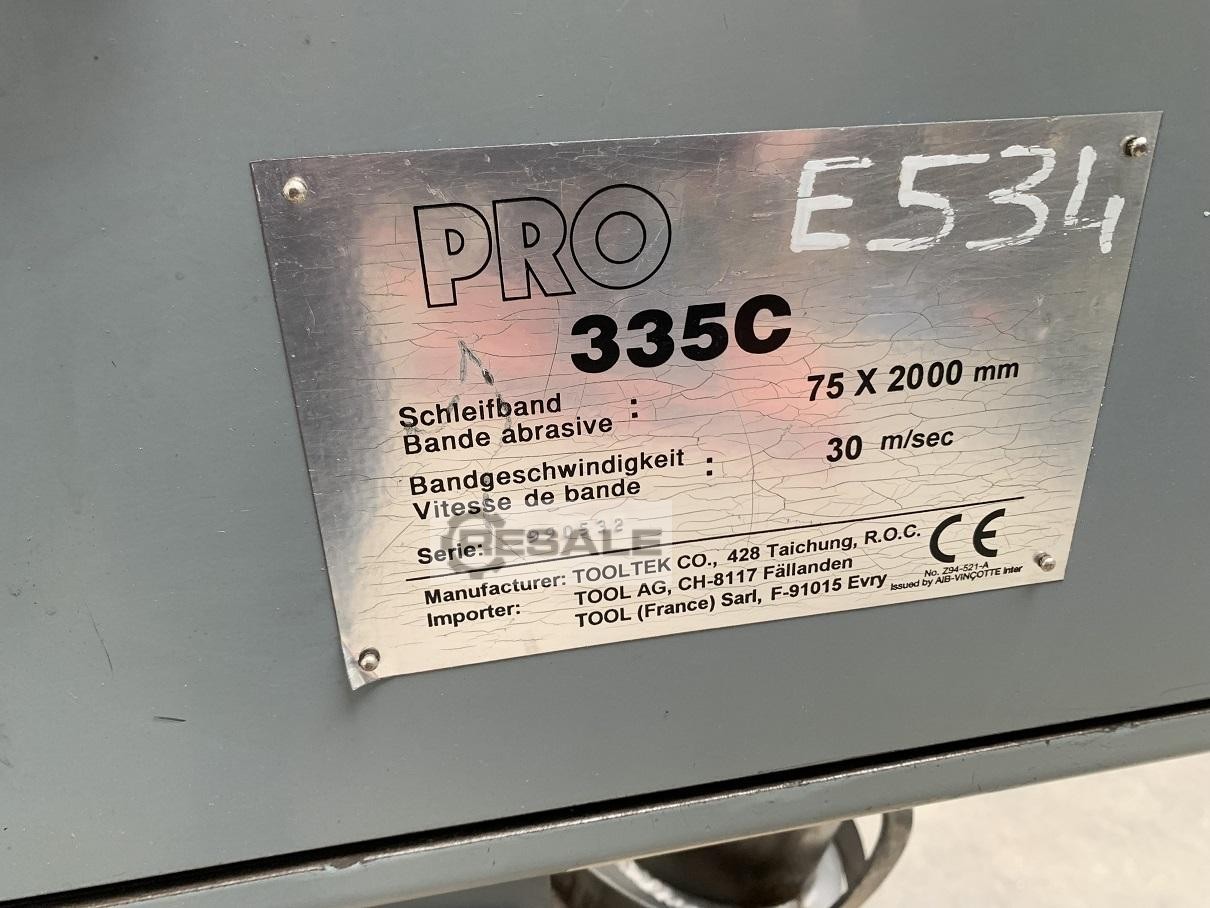 E534
PRO
335C
Schleifband
Bande abrasive : 75 X 2000 mm
Bandgeschwindigkeit
Vitesse de bande : 30 m/sec
Serie: 990532
RESALE
Manufacturer: TOOLTEK CO., 428 Taichung, R.O.C.
Importer: TOOL AG, CH-8117 Fällanden
TOOL (France) Sarl, F-91015 Evry
CE
No. Z94-521-A
Issued by AIB-VINÇOTTE Inter